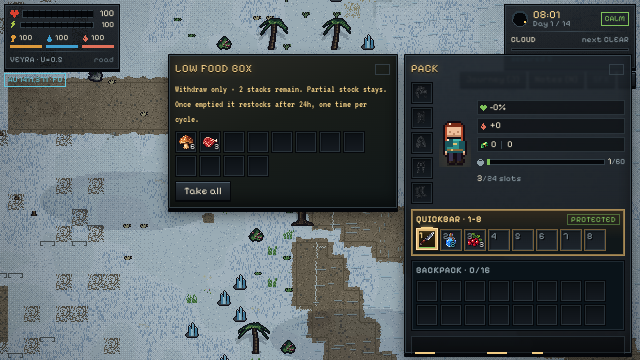 100
100
100 100 100
VEYRA · road
08:01
Day 1 / 14
CALM
CLOUD next CLEAR
LOW FOOD BOX
Withdraw only · 2 stacks remain. Partial stock stays.
Once emptied it restocks after 24h, one time per
cycle.
6 3
Take all
PACK
-0%
+0
0 | 0
1/60
3/24 slots
QUICKBAR · 1-8
PROTECTED
1 2 3 4 5 6 7 8
3
BACKPACK · 0/16